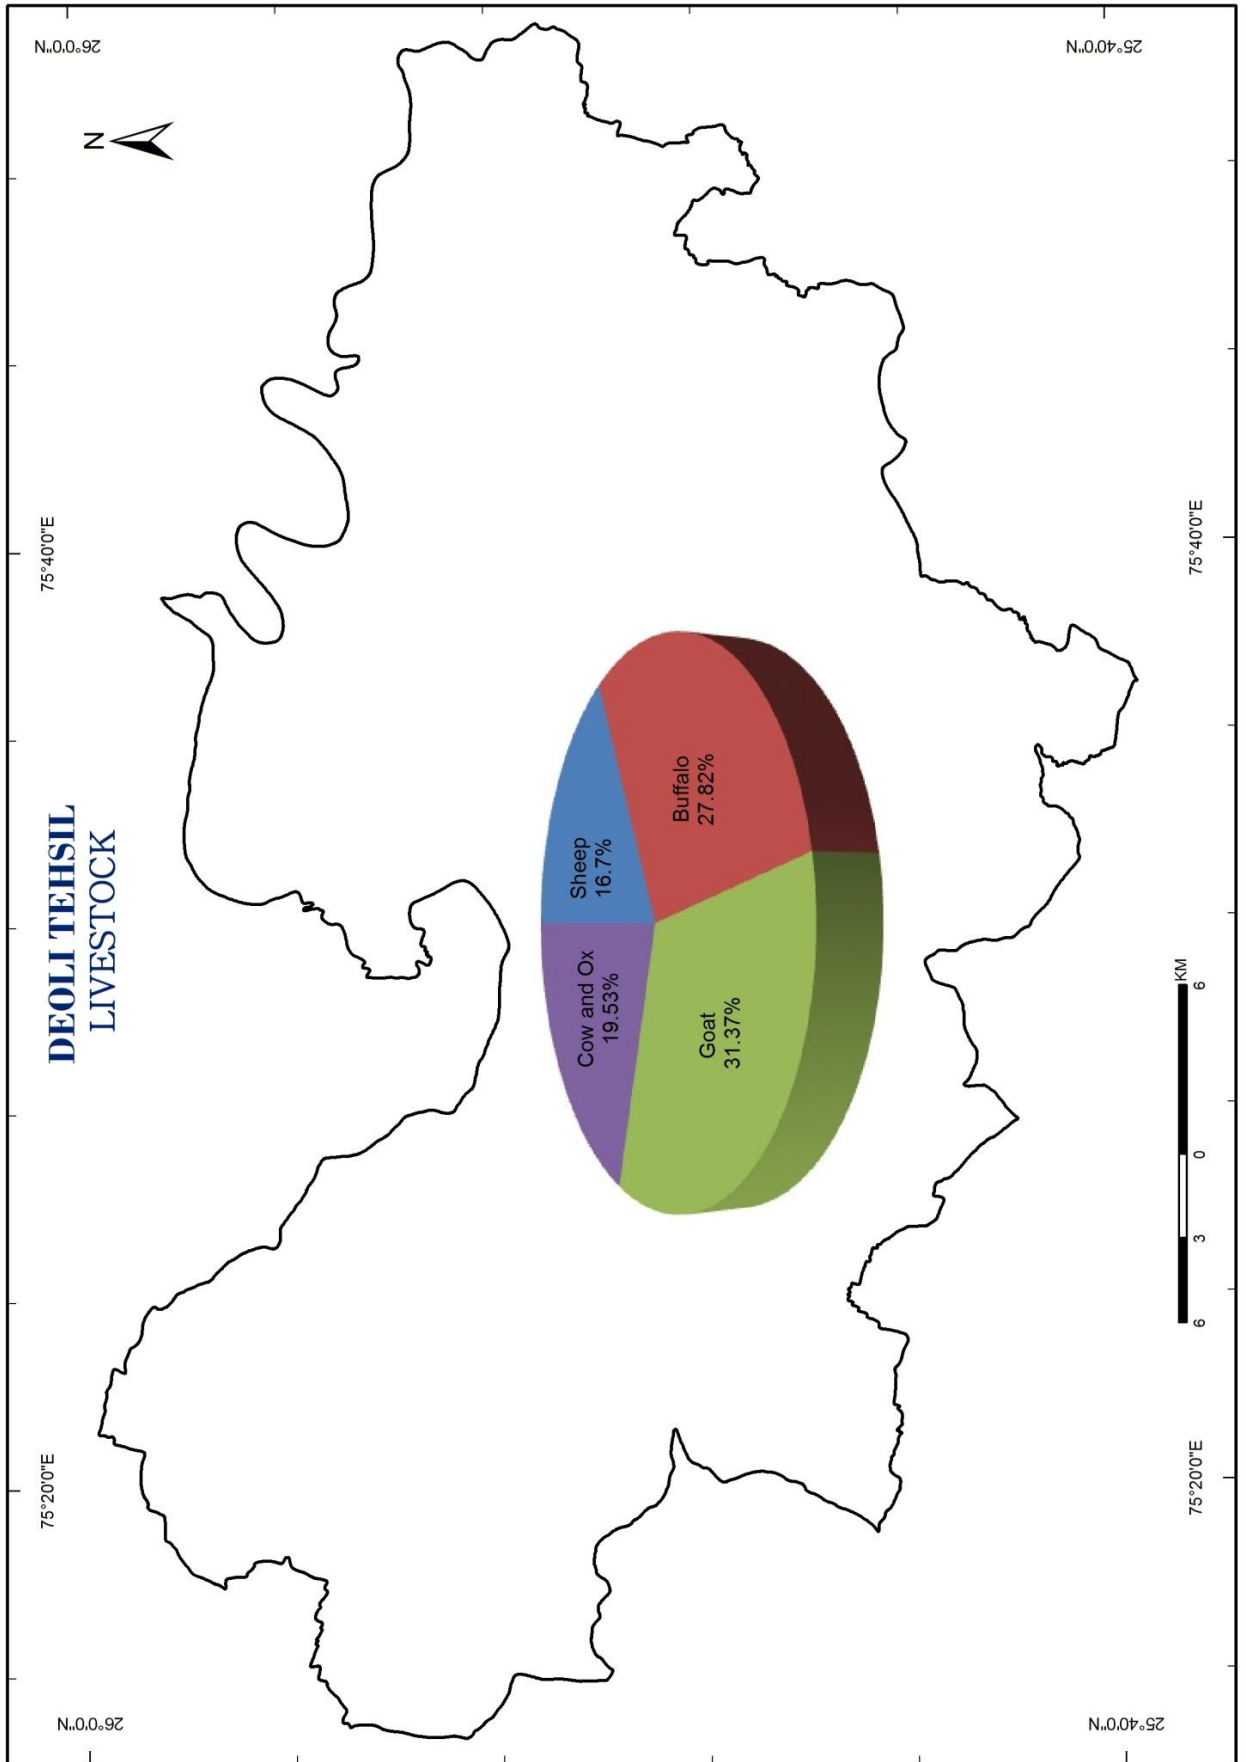 75°20'0"E
75°40'0"E
DEOLI TEHSIL
LIVESTOCK
26°0'0"N
26°0'0"N
N
Cow and Ox
19.53%
Sheep
16.7%
Buffalo
27.82%
Goat
31.37%
25°40'0"N
25°40'0"N
KM
6 3 0 6
75°20'0"E
75°40'0"E